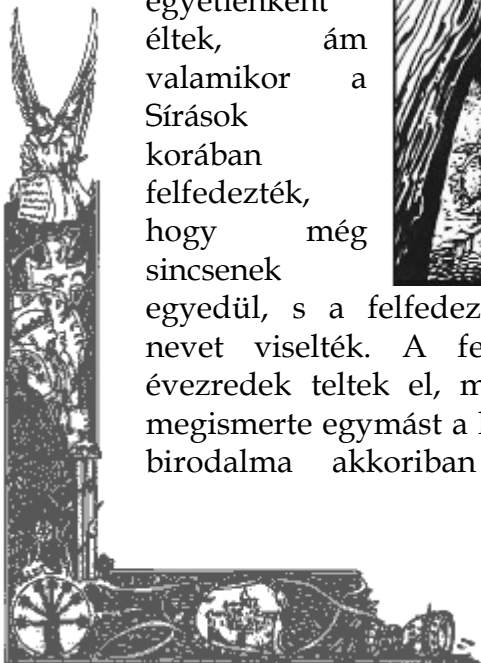 egyetlenként
éltek, ám
valamikor a
Sírások
korában
felfedezték,
hogy még
sincsenek
egyedül, s a felfedez
nevet viselték. A fe
évezredek teltek el, m
megismerte egymást a
birodalma akkoriban